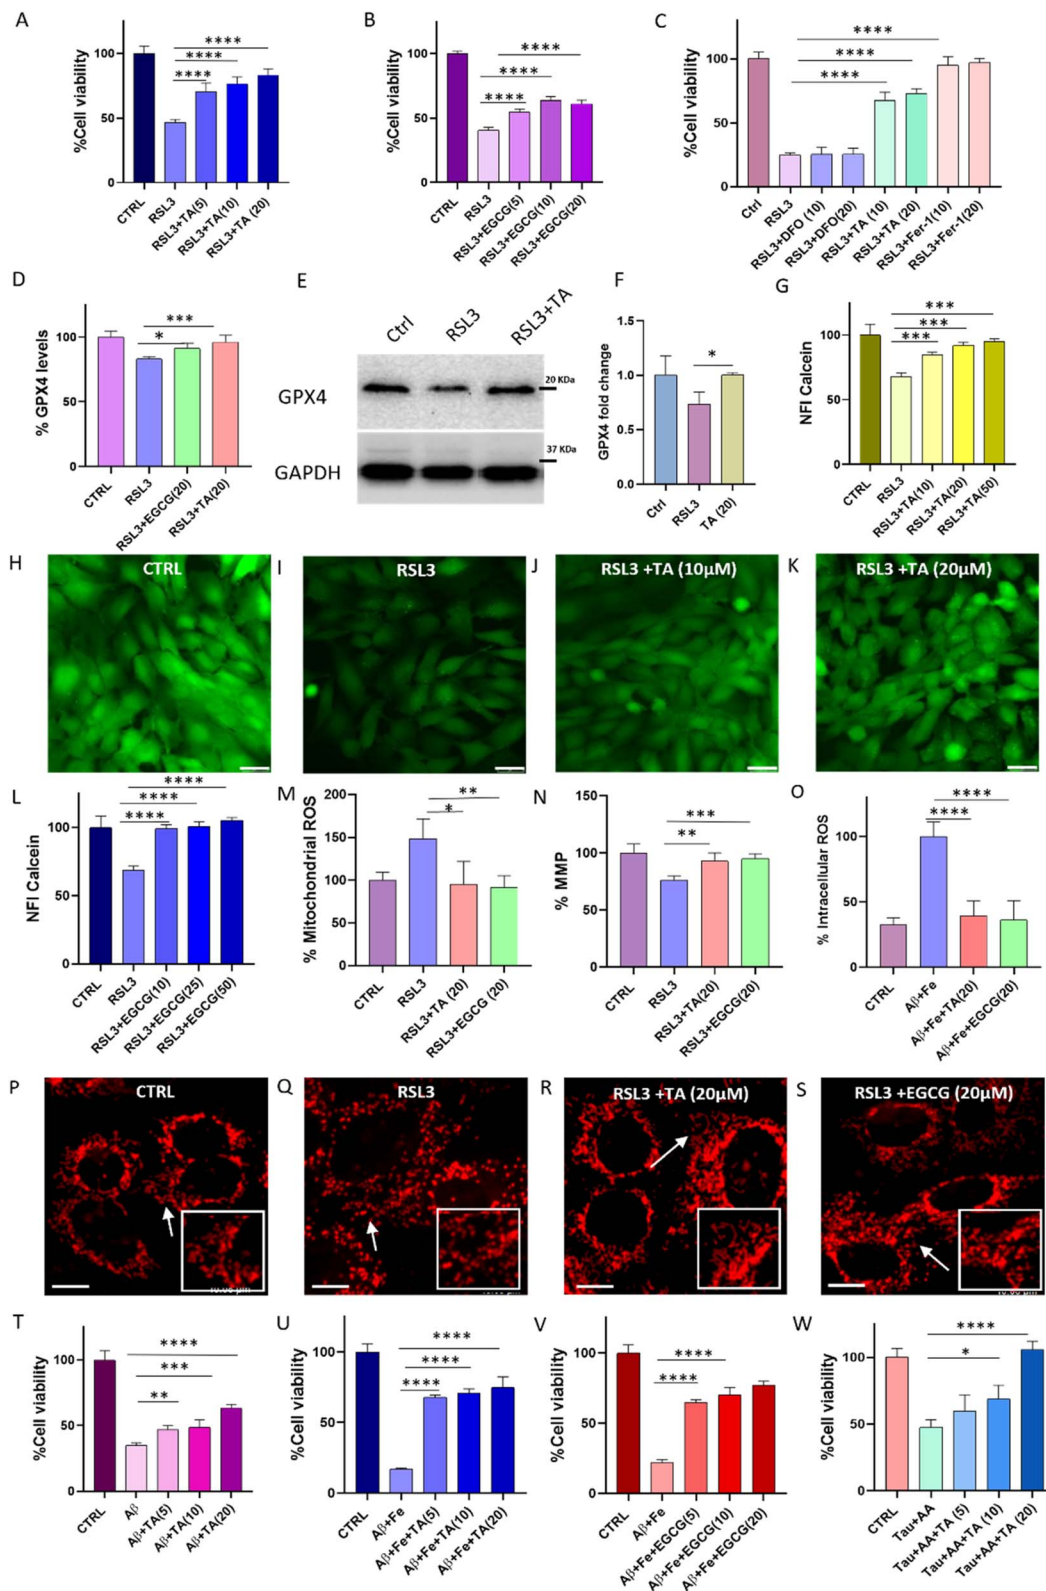 A
%Cell viability
100
50
0
****
****
****
CTRL
RSL3
RSL3+TA(5)
RSL3+TA(10)
RSL3+TA (20)
B
%Cell viability
100
50
0
****
****
****
CTRL
RSL3
RSL3+EGCG(5)
RSL3+EGCG(10)
RSL3+EGCG(20)
C
%Cell viability
100
50
0
****
****
****
Ctrl
RSL3
RSL3+DFO (10)
RSL3+DFO(20)
RSL3+TA (10)
RSL3+TA (20)
RSL3+Fer-1(10)
RSL3+Fer-1(20)
D
% GPX4 levels
100
50
0
***
*
CTRL
RSL3
RSL3+EGCG(20)
RSL3+TA(20)
E
Ctrl
RSL3
RSL3+TA
GPX4
20 KDa
37 KDa
GAPDH
F
GPX4 fold change
1.5
1.0
0.5
0.0
*
Ctrl
RSL3
TA (20)
G
NFI Calcein
100
50
0
***
***
***
CTRL
RSL3
RSL3+TA(10)
RSL3+TA(20)
RSL3+TA(50)
H
CTRL
I
RSL3
J
RSL3 +TA (10µM)
K
RSL3 +TA (20µM)
L
NFI Calcein
100
50
0
****
****
****
CTRL
RSL3
RSL3+EGCG(10)
RSL3+EGCG(25)
RSL3+EGCG(50)
M
% Mitochondrial ROS
200
150
100
50
0
**
*
CTRL
RSL3
RSL3+TA (20)
RSL3+EGCG (20)
N
% MMP
150
100
50
0
***
**
CTRL
RSL3
RSL3+TA(20)
RSL3+EGCG(20)
O
% Intracellular ROS
100
50
0
****
****
CTRL
Aβ+Fe
Aβ+Fe+TA(20)
Aβ+Fe+EGCG(20)
P
CTRL
Q
RSL3
R
RSL3 +TA (20µM)
S
RSL3 +EGCG (20µM)
T
%Cell viability
100
50
0
****
***
**
CTRL
Aβ
Aβ+TA(5)
Aβ+TA(10)
Aβ+TA(20)
U
%Cell viability
100
50
0
****
****
****
CTRL
Aβ+Fe
Aβ+Fe+TA(5)
Aβ+Fe+TA(10)
Aβ+Fe+TA(20)
V
%Cell viability
100
50
0
****
****
CTRL
Aβ+Fe
Aβ+Fe+EGCG(5)
Aβ+Fe+EGCG(10)
Aβ+Fe+EGCG(20)
W
%Cell viability
100
50
0
****
*
CTRL
Tau+AA
Tau+AA+TA (5)
Tau+AA+TA (10)
Tau+AA+TA (20)